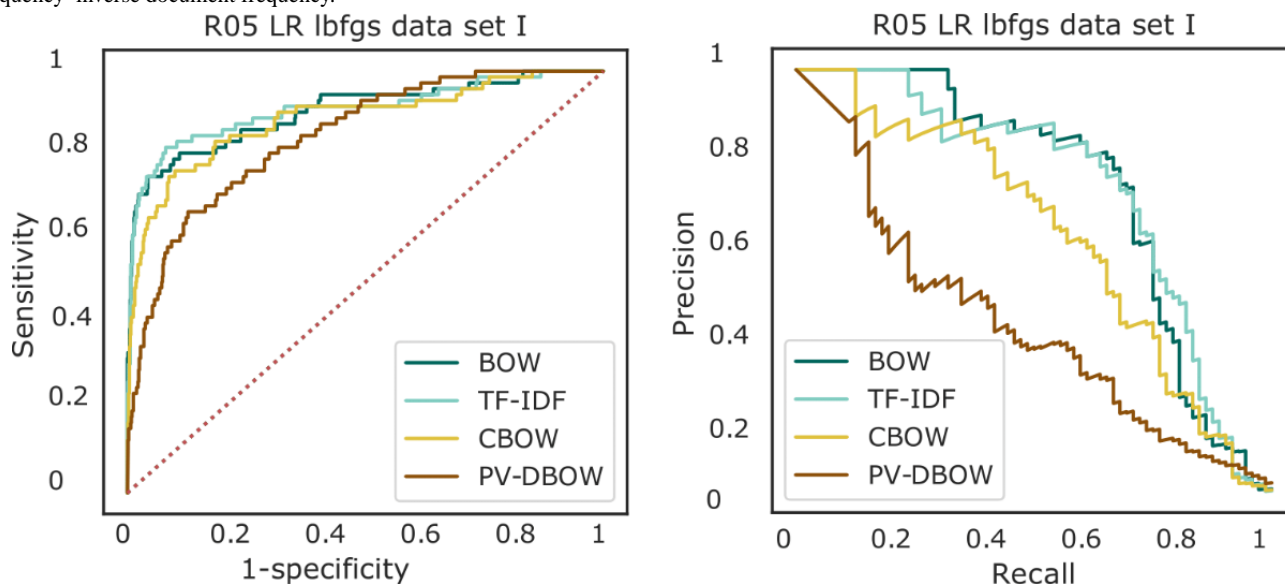 inverse document frequency.
R05 LR lbfgs data set I
1
0.8
0.6
0.4
0.2
0
Sensitivity
BOW
TF-IDF
CBOW
PV-DBOW
0 0.2 0.4 0.6 0.8 1
1-specificity
R05 LR lbfgs data set I
1
0.8
0.6
0.4
0.2
0
Precision
BOW
TF-IDF
CBOW
PV-DBOW
0 0.2 0.4 0.6 0.8 1
Recall